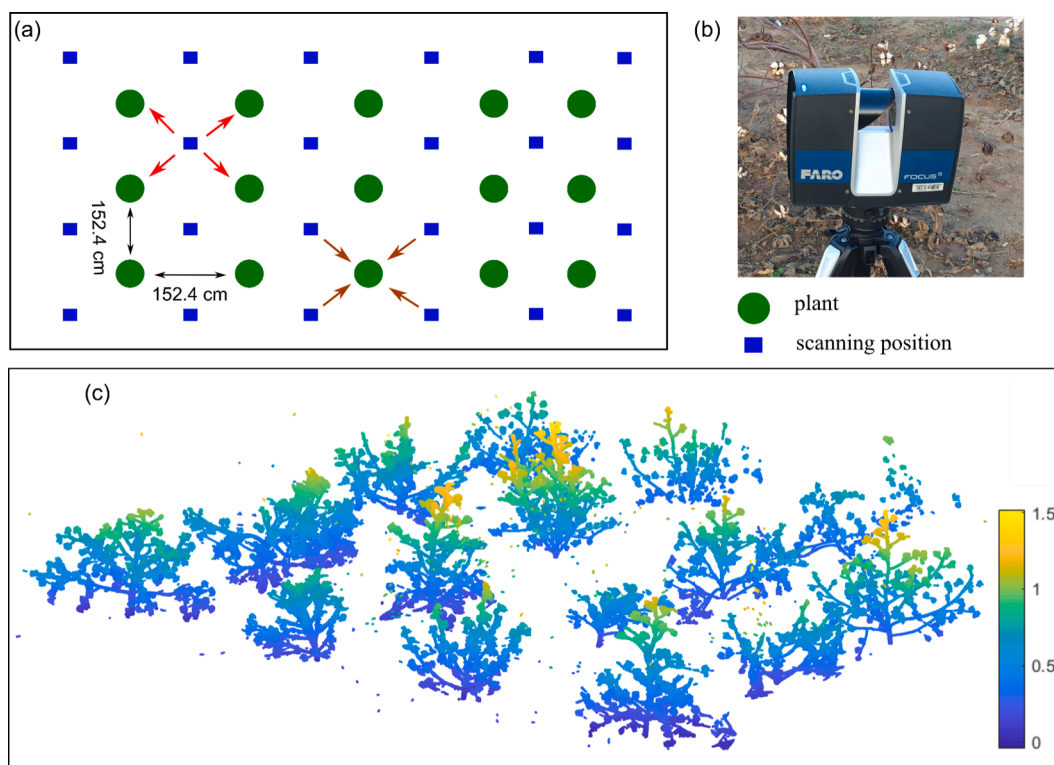 (a)
152.4 cm
152.4 cm
(b)
FARO
FOCUS S
plant
scanning position
(c)
1.5
1
0.5
0